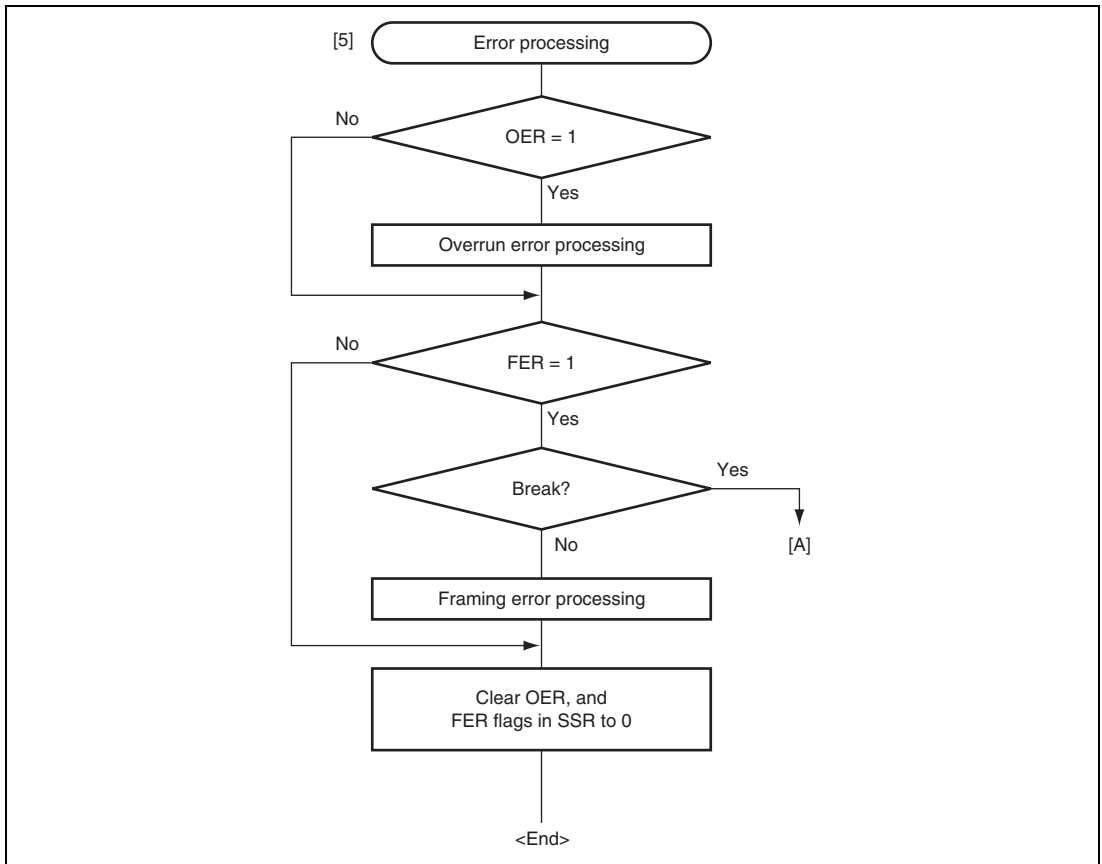 [5]
Error processing
No
OER = 1
Yes
Overrun error processing
No
FER = 1
Yes
Break?
Yes
No
[A]
Framing error processing
Clear OER, and
FER flags in SSR to 0
<End>